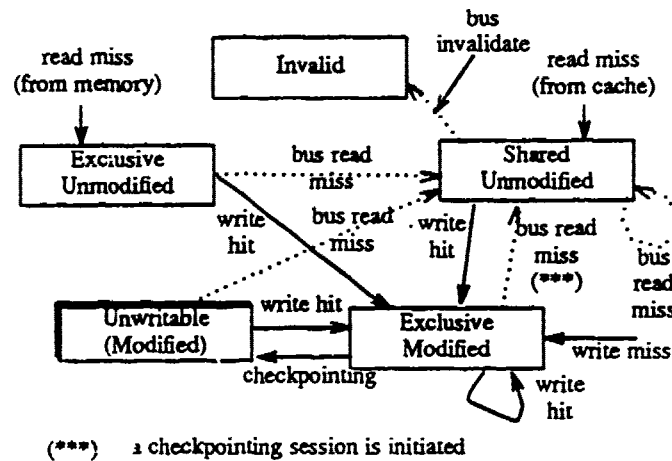 bus
invalidate
read miss
(from memory)
Invalid
read miss
(from cache)
Exclusive
Unmodified
bus read
miss
Shared
Unmodified
write
hit
bus read
miss
write
hit
bus read
miss
(***)
bus
read
miss
Unwritable
(Modified)
write hit
checkpointing
Exclusive
Modified
write miss
write
hit
(***) a checkpointing session is initiated